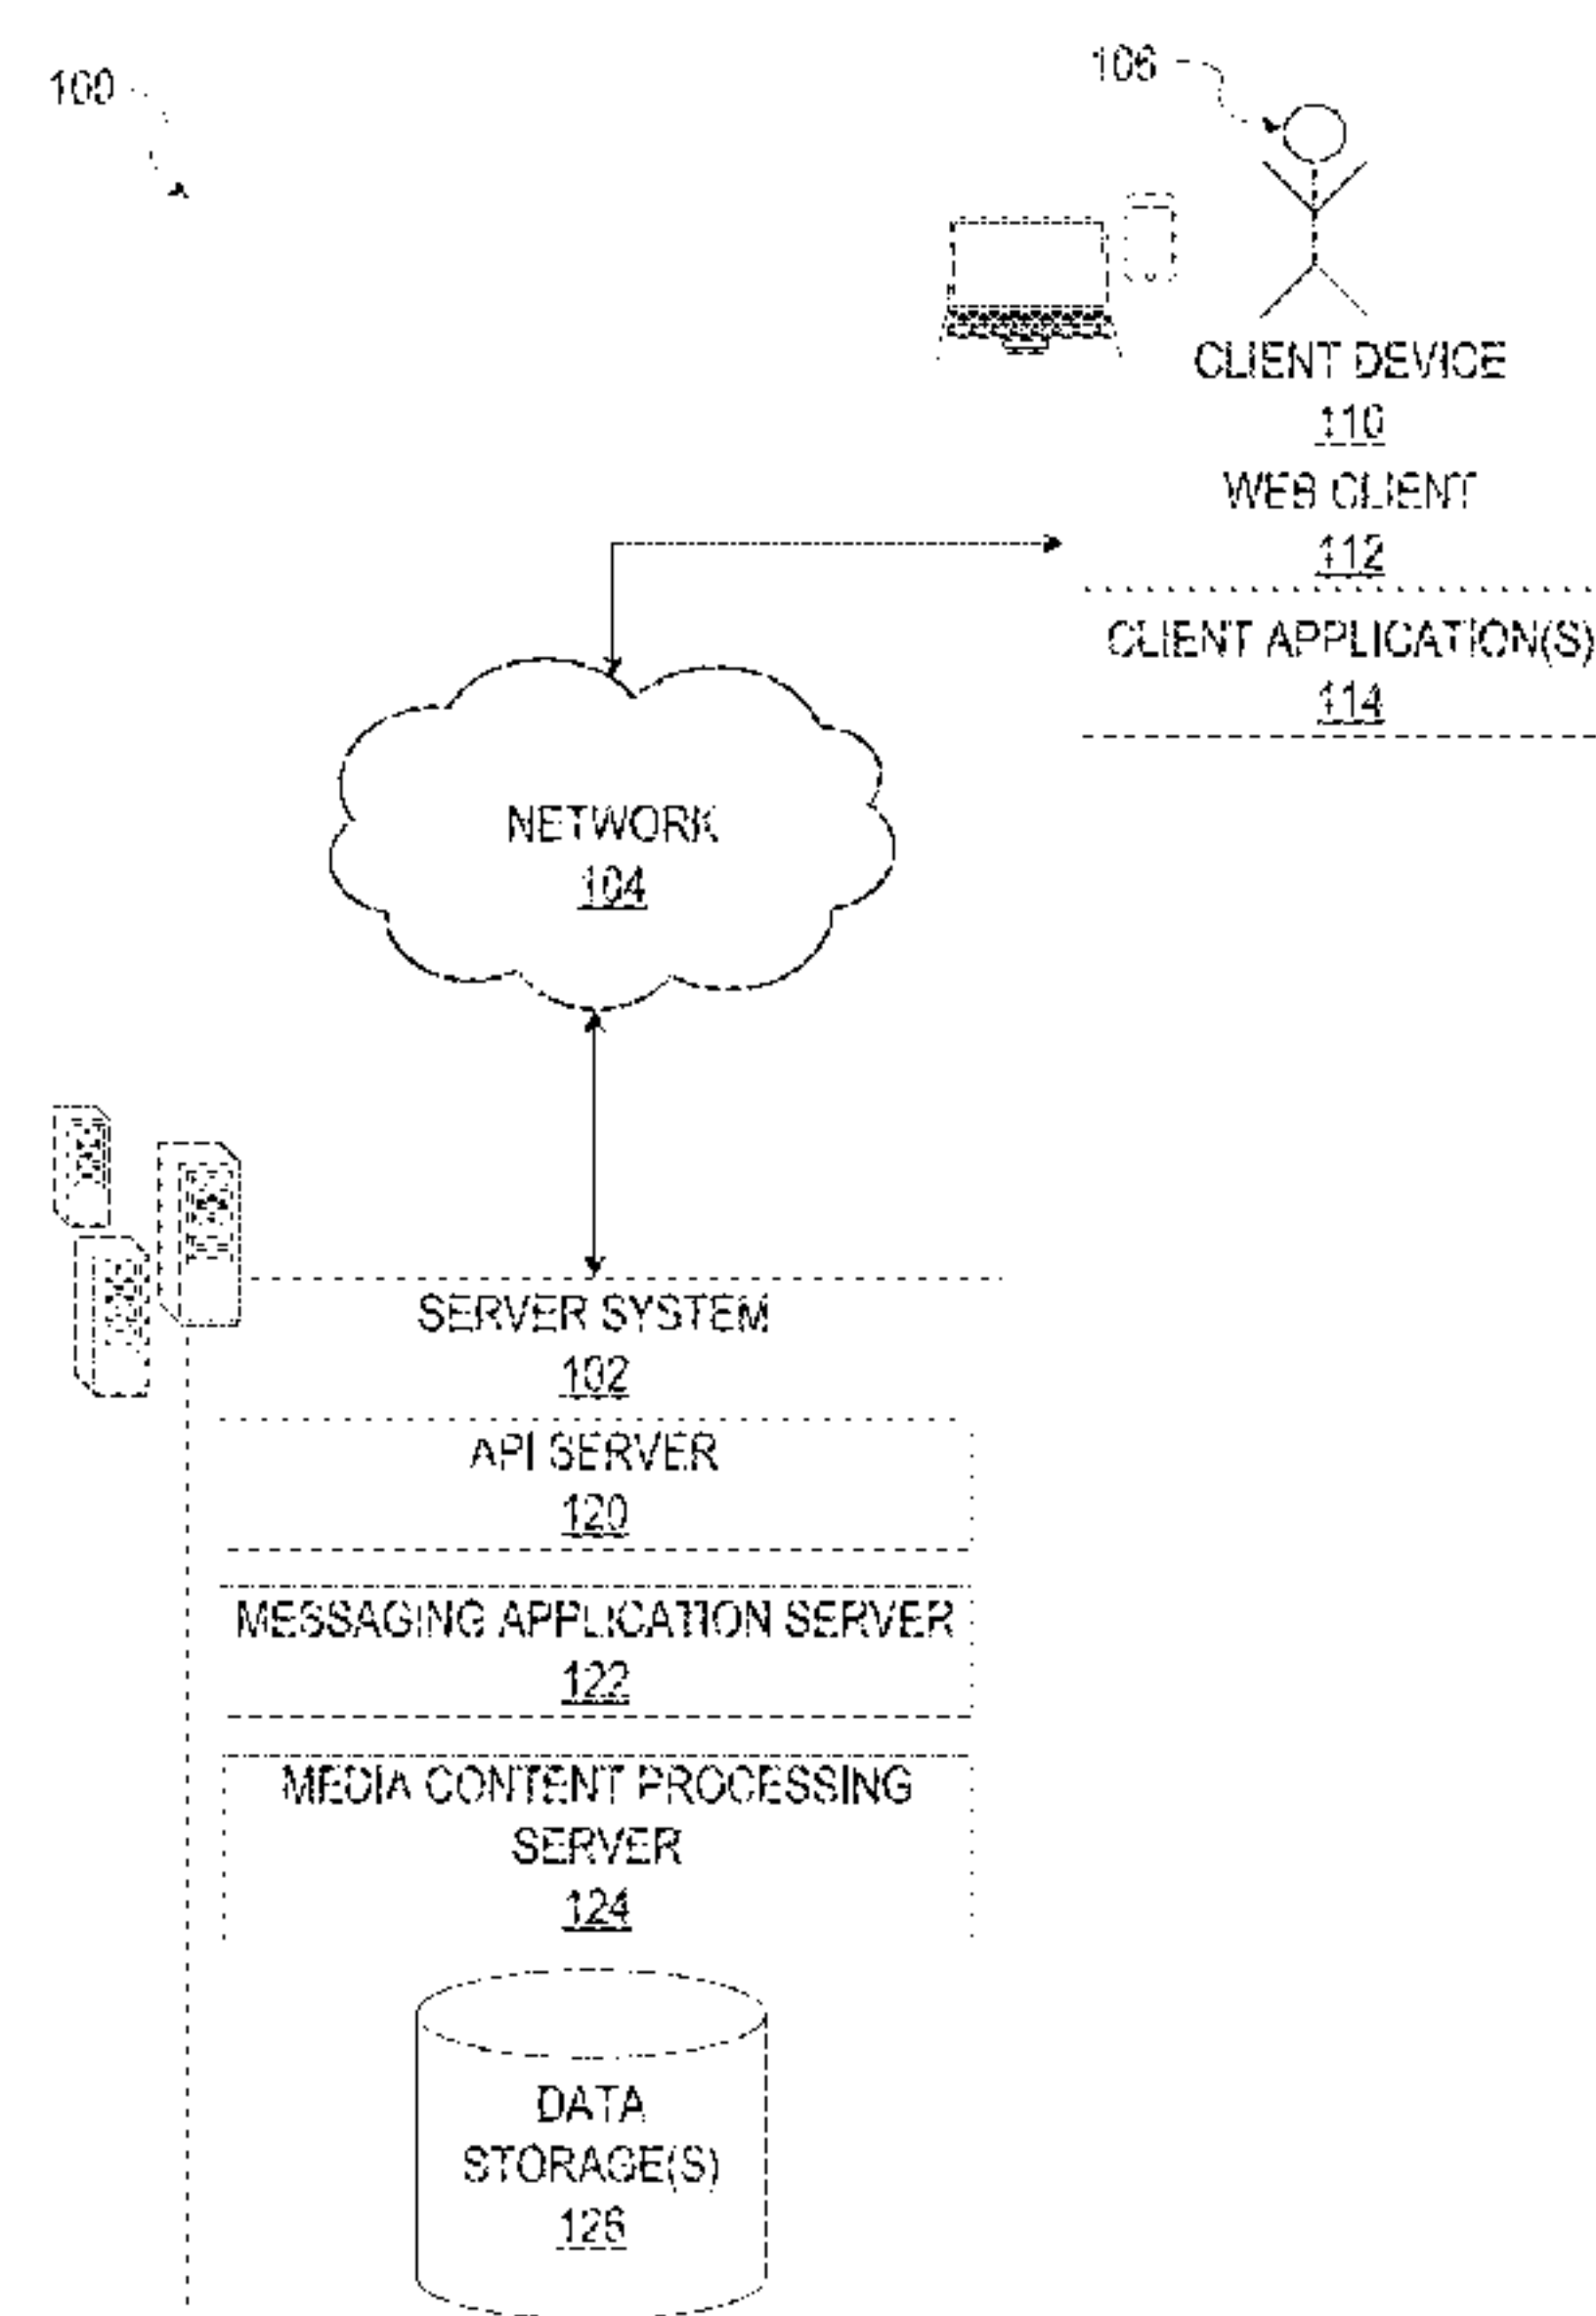 100
106
CLIENT DEVICE
110
WEB CLIENT
112
CLIENT APPLICATION(S)
114
NETWORK
104
SERVER SYSTEM
102
API SERVER
120
MESSAGING APPLICATION SERVER
122
MEDIA CONTENT PROCESSING
SERVER
124
DATA
STORAGE(S)
126